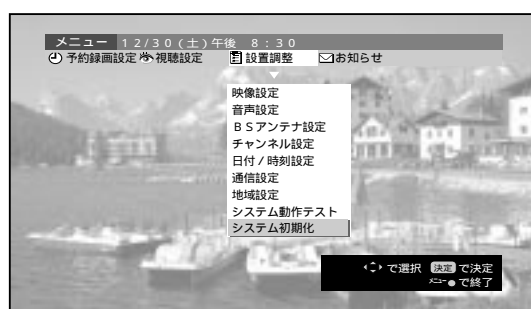 メニュー 12/30(土)午後 8:30
予約録画設定 視聴設定 設置調整 お知らせ
映像設定
音声設定
BSアンテナ設定
チャンネル設定
日付/時刻設定
通信設定
地域設定
システム動作テスト
システム初期化
で選択 決定 で決定
メニュー で終了